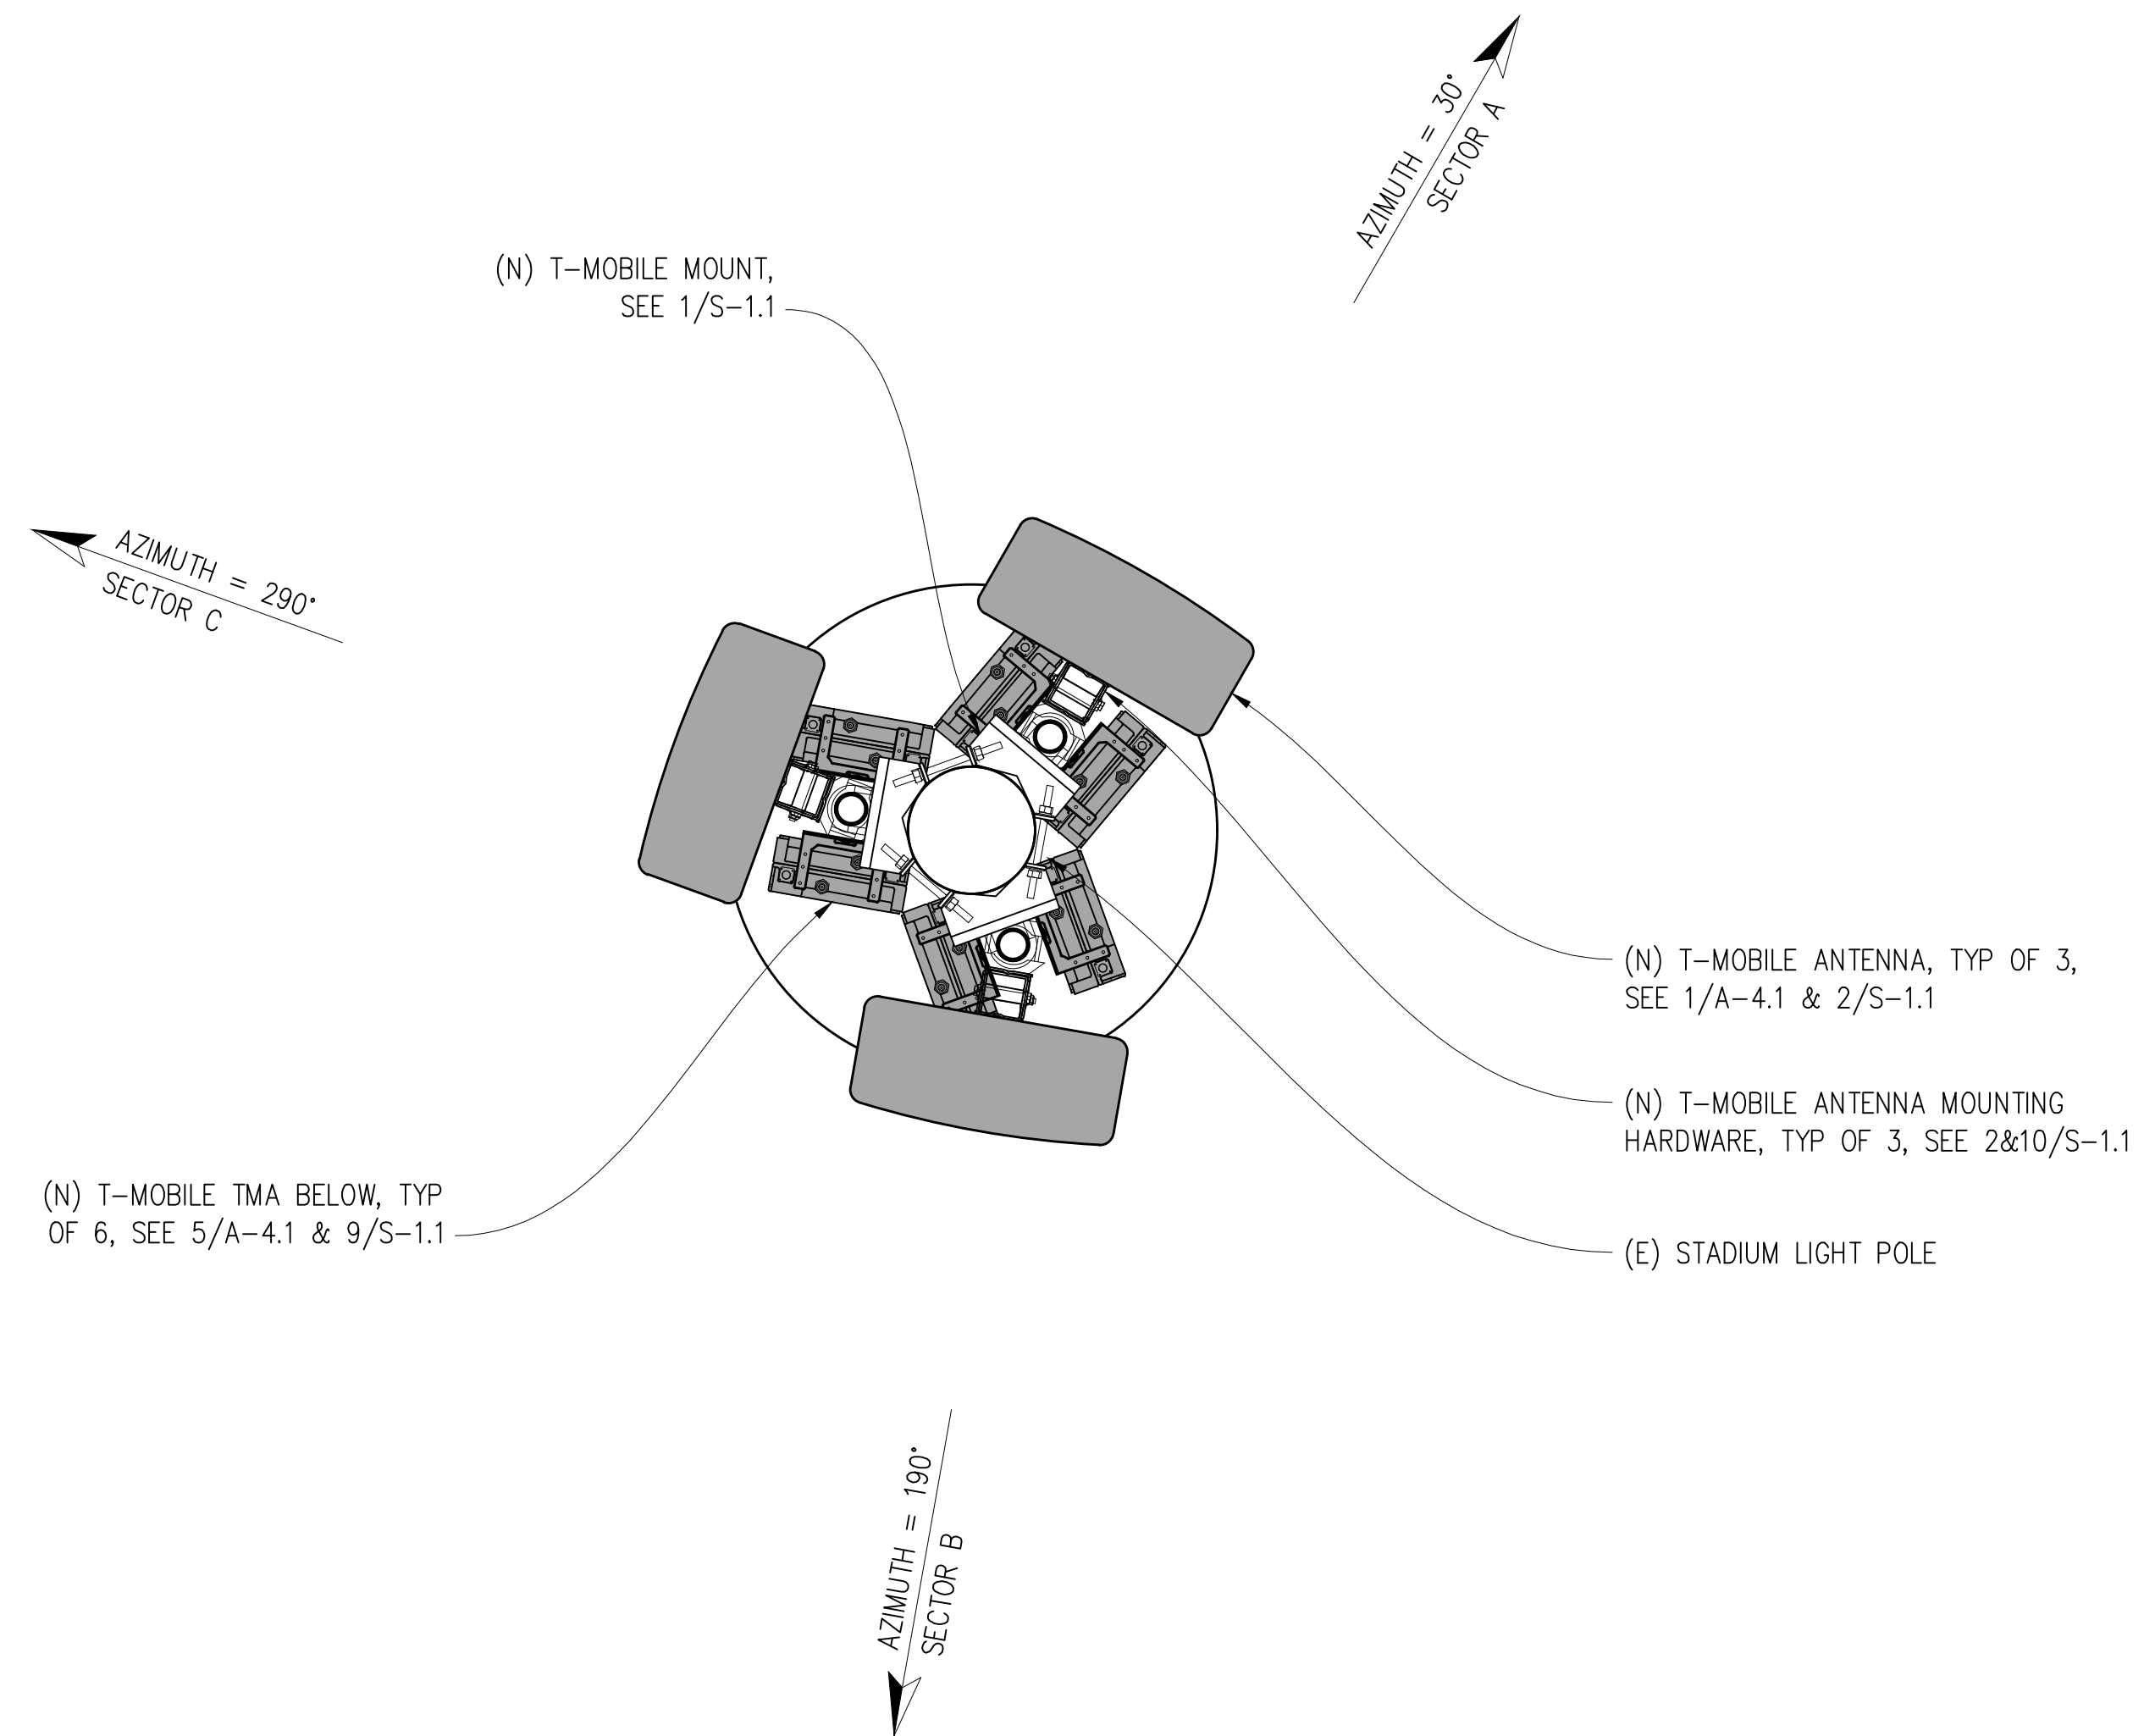 AZIMUTH = 30°
SECTOR A
(N) T-MOBILE MOUNT,
SEE 1/S-1.1
AZIMUTH = 290°
SECTOR C
(N) T-MOBILE ANTENNA, TYP OF 3,
SEE 1/A-4.1 & 2/S-1.1
(N) T-MOBILE ANTENNA MOUNTING
HARDWARE, TYP OF 3, SEE 2&10/S-1.1
(N) T-MOBILE TMA BELOW, TYP
OF 6, SEE 5/A-4.1 & 9/S-1.1
(E) STADIUM LIGHT POLE
AZIMUTH = 190°
SECTOR B